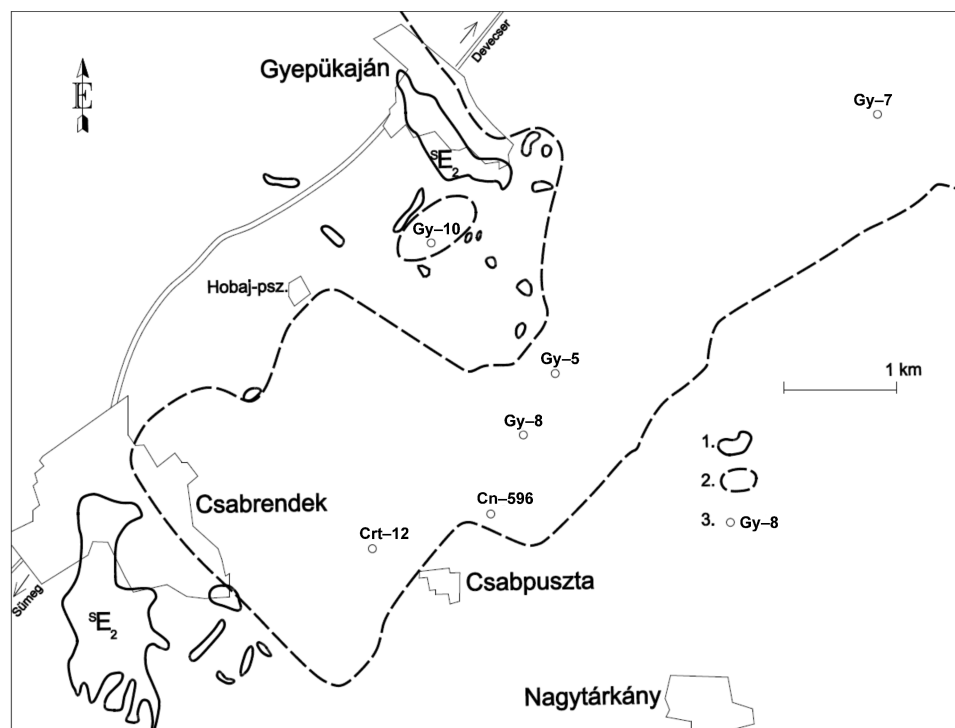 Devecser
Gyepükaján
É
Gy–7
ˢE₂
Gy–10
Hobaj-psz.
Gy–5
1 km
Gy–8
1.
2.
Cn–596
Csabrendek
3. Gy–8
Crt–12
Csabpuszta
Sümeg
ˢE₂
Nagytárkány